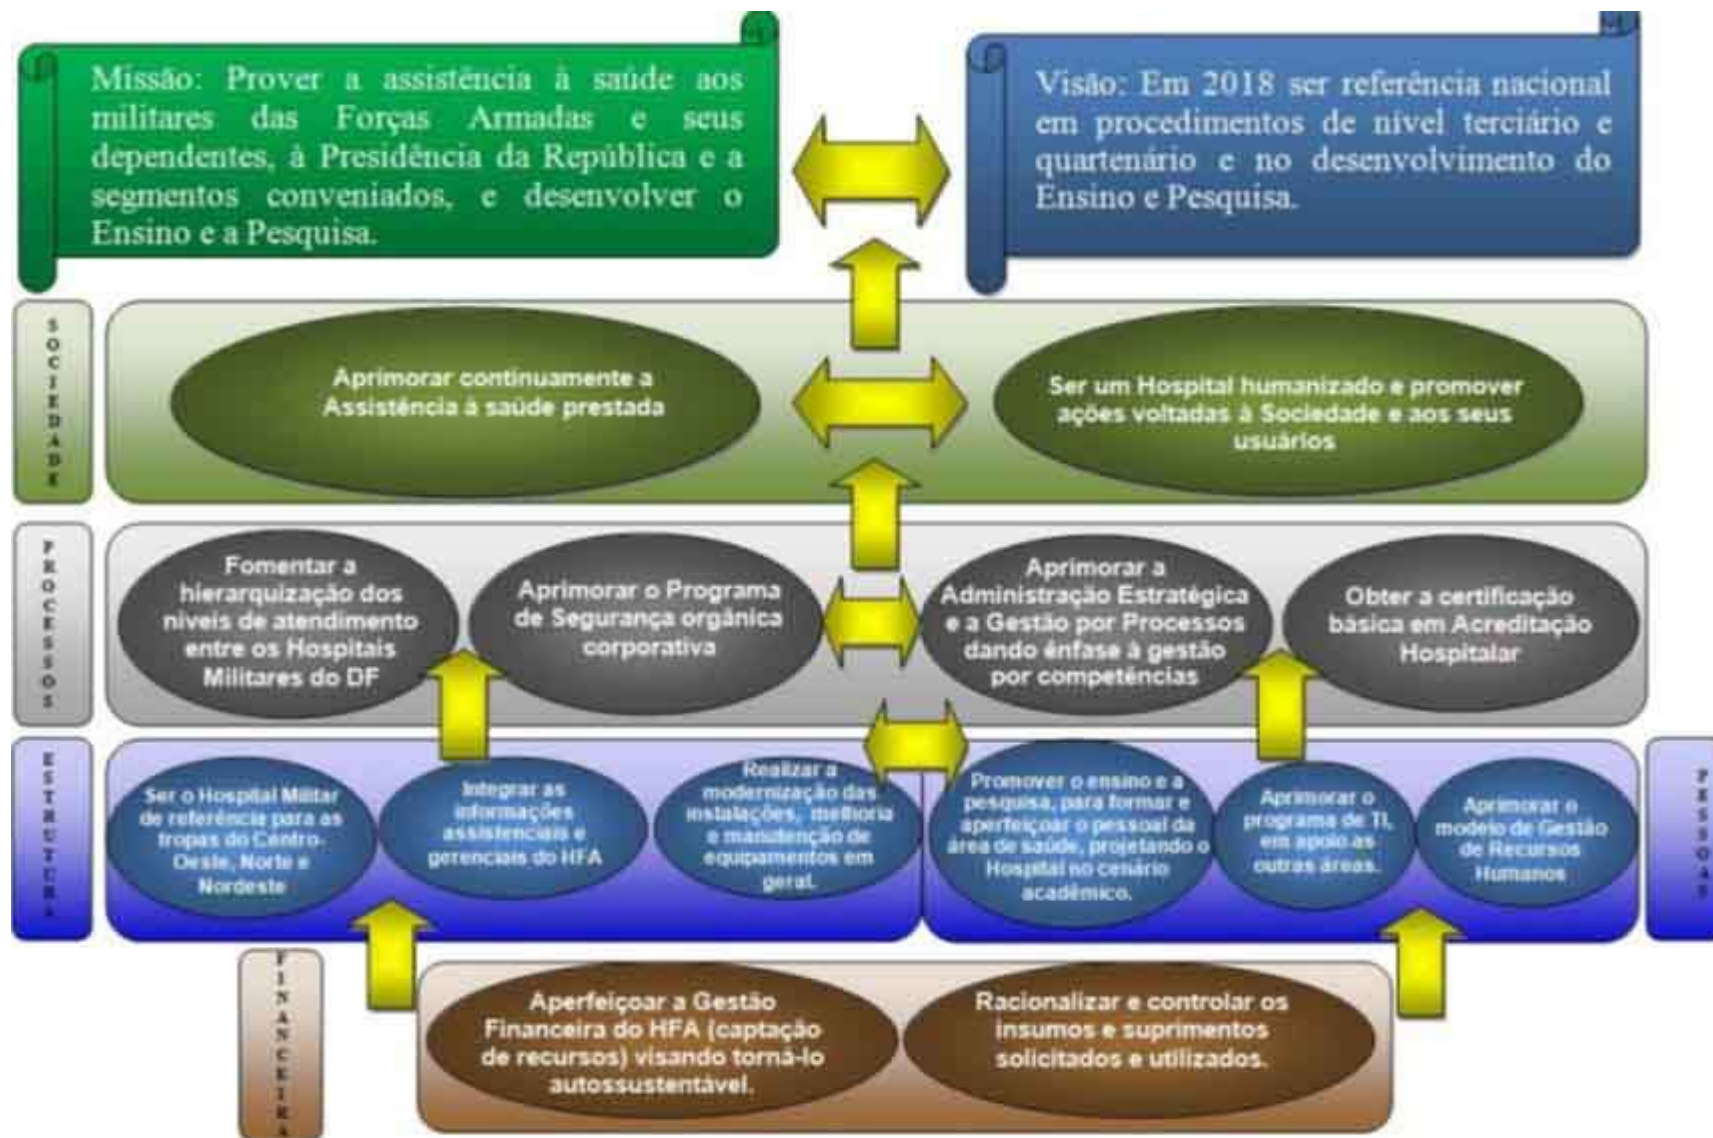 Missão: Prover a assistência à saúde aos
militares das Forças Armadas e seus
dependentes, à Presidência da República e a
segmentos conveniados, e desenvolver o
Ensino e a Pesquisa.
Visão: Em 2018 ser referência nacional
em procedimentos de nível terciário e
quartenário e no desenvolvimento do
Ensino e Pesquisa.
SOCIEDADE
Aprimorar continuamente a
Assistência à saúde prestada
Ser um Hospital humanizado e promover
ações voltadas à Sociedade e aos seus
usuários
PROCESSOS
Fomentar a
hierarquização dos
níveis de atendimento
entre os Hospitais
Militares do DF
Aprimorar o Programa
de Segurança orgânica
corporativa
Aprimorar a
Administração Estratégica
e a Gestão por Processos
dando ênfase à gestão
por competências
Obter a certificação
básica em Acreditação
Hospitalar
ESTRUTURA
Ser o Hospital Militar
de referência para as
tropas do Centro-
Oeste, Norte e
Nordeste
Integrar as
informações
assistenciais e
gerenciais do HFA
Realizar a
modernização das
instalações, melhoria
e manutenção de
equipamentos em
geral.
Promover o ensino e a
pesquisa, para formar e
aperfeiçoar o pessoal da
área de saúde, projetando o
Hospital no cenário
acadêmico.
Aprimorar o
programa de TI,
em apoio as
outras áreas.
Aprimorar o
modelo de Gestão
de Recursos
Humanos
PESSOAS
FINANCEIRA
Aperfeiçoar a Gestão
Financeira do HFA (captação
de recursos) visando torná-lo
autossustentável.
Racionalizar e controlar os
insumos e suprimentos
solicitados e utilizados.